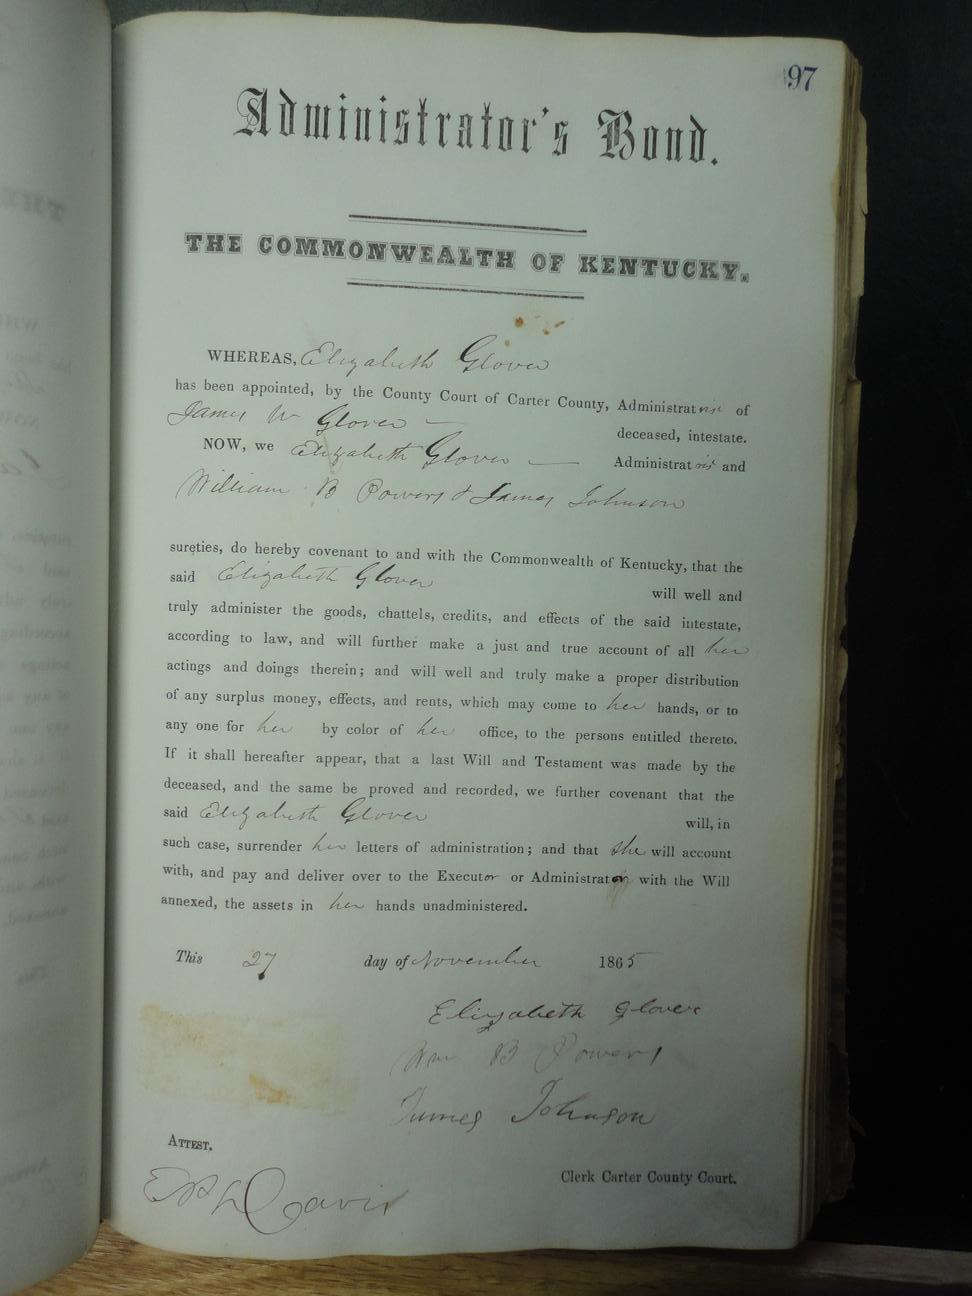 97
Administrator's Bond.
THE COMMONWEALTH OF KENTUCKY.
WHEREAS, Elizabeth Glover
has been appointed, by the County Court of Carter County, Administratrix of
James W Glover — deceased, intestate.
NOW, we Elizabeth Glover — Administratrix and
William B Powers & James Johnson
sureties, do hereby covenant to and with the Commonwealth of Kentucky, that the
said Elizabeth Glover will well and
truly administer the goods, chattels, credits, and effects of the said intestate,
according to law, and will further make a just and true account of all her
actings and doings therein; and will well and truly make a proper distribution
of any surplus money, effects, and rents, which may come to her hands, or to
any one for her by color of her office, to the persons entitled thereto.
If it shall hereafter appear, that a last Will and Testament was made by the
deceased, and the same be proved and recorded, we further covenant that the
said Elizabeth Glover will, in
such case, surrender her letters of administration; and that she will account
with, and pay and deliver over to the Executor or Administrator with the Will
annexed, the assets in her hands unadministered.
This 27 day of November 1865
Elizabeth Glover
Wm B Powers
James Johnson
ATTEST.
Clerk Carter County Court.
Davis